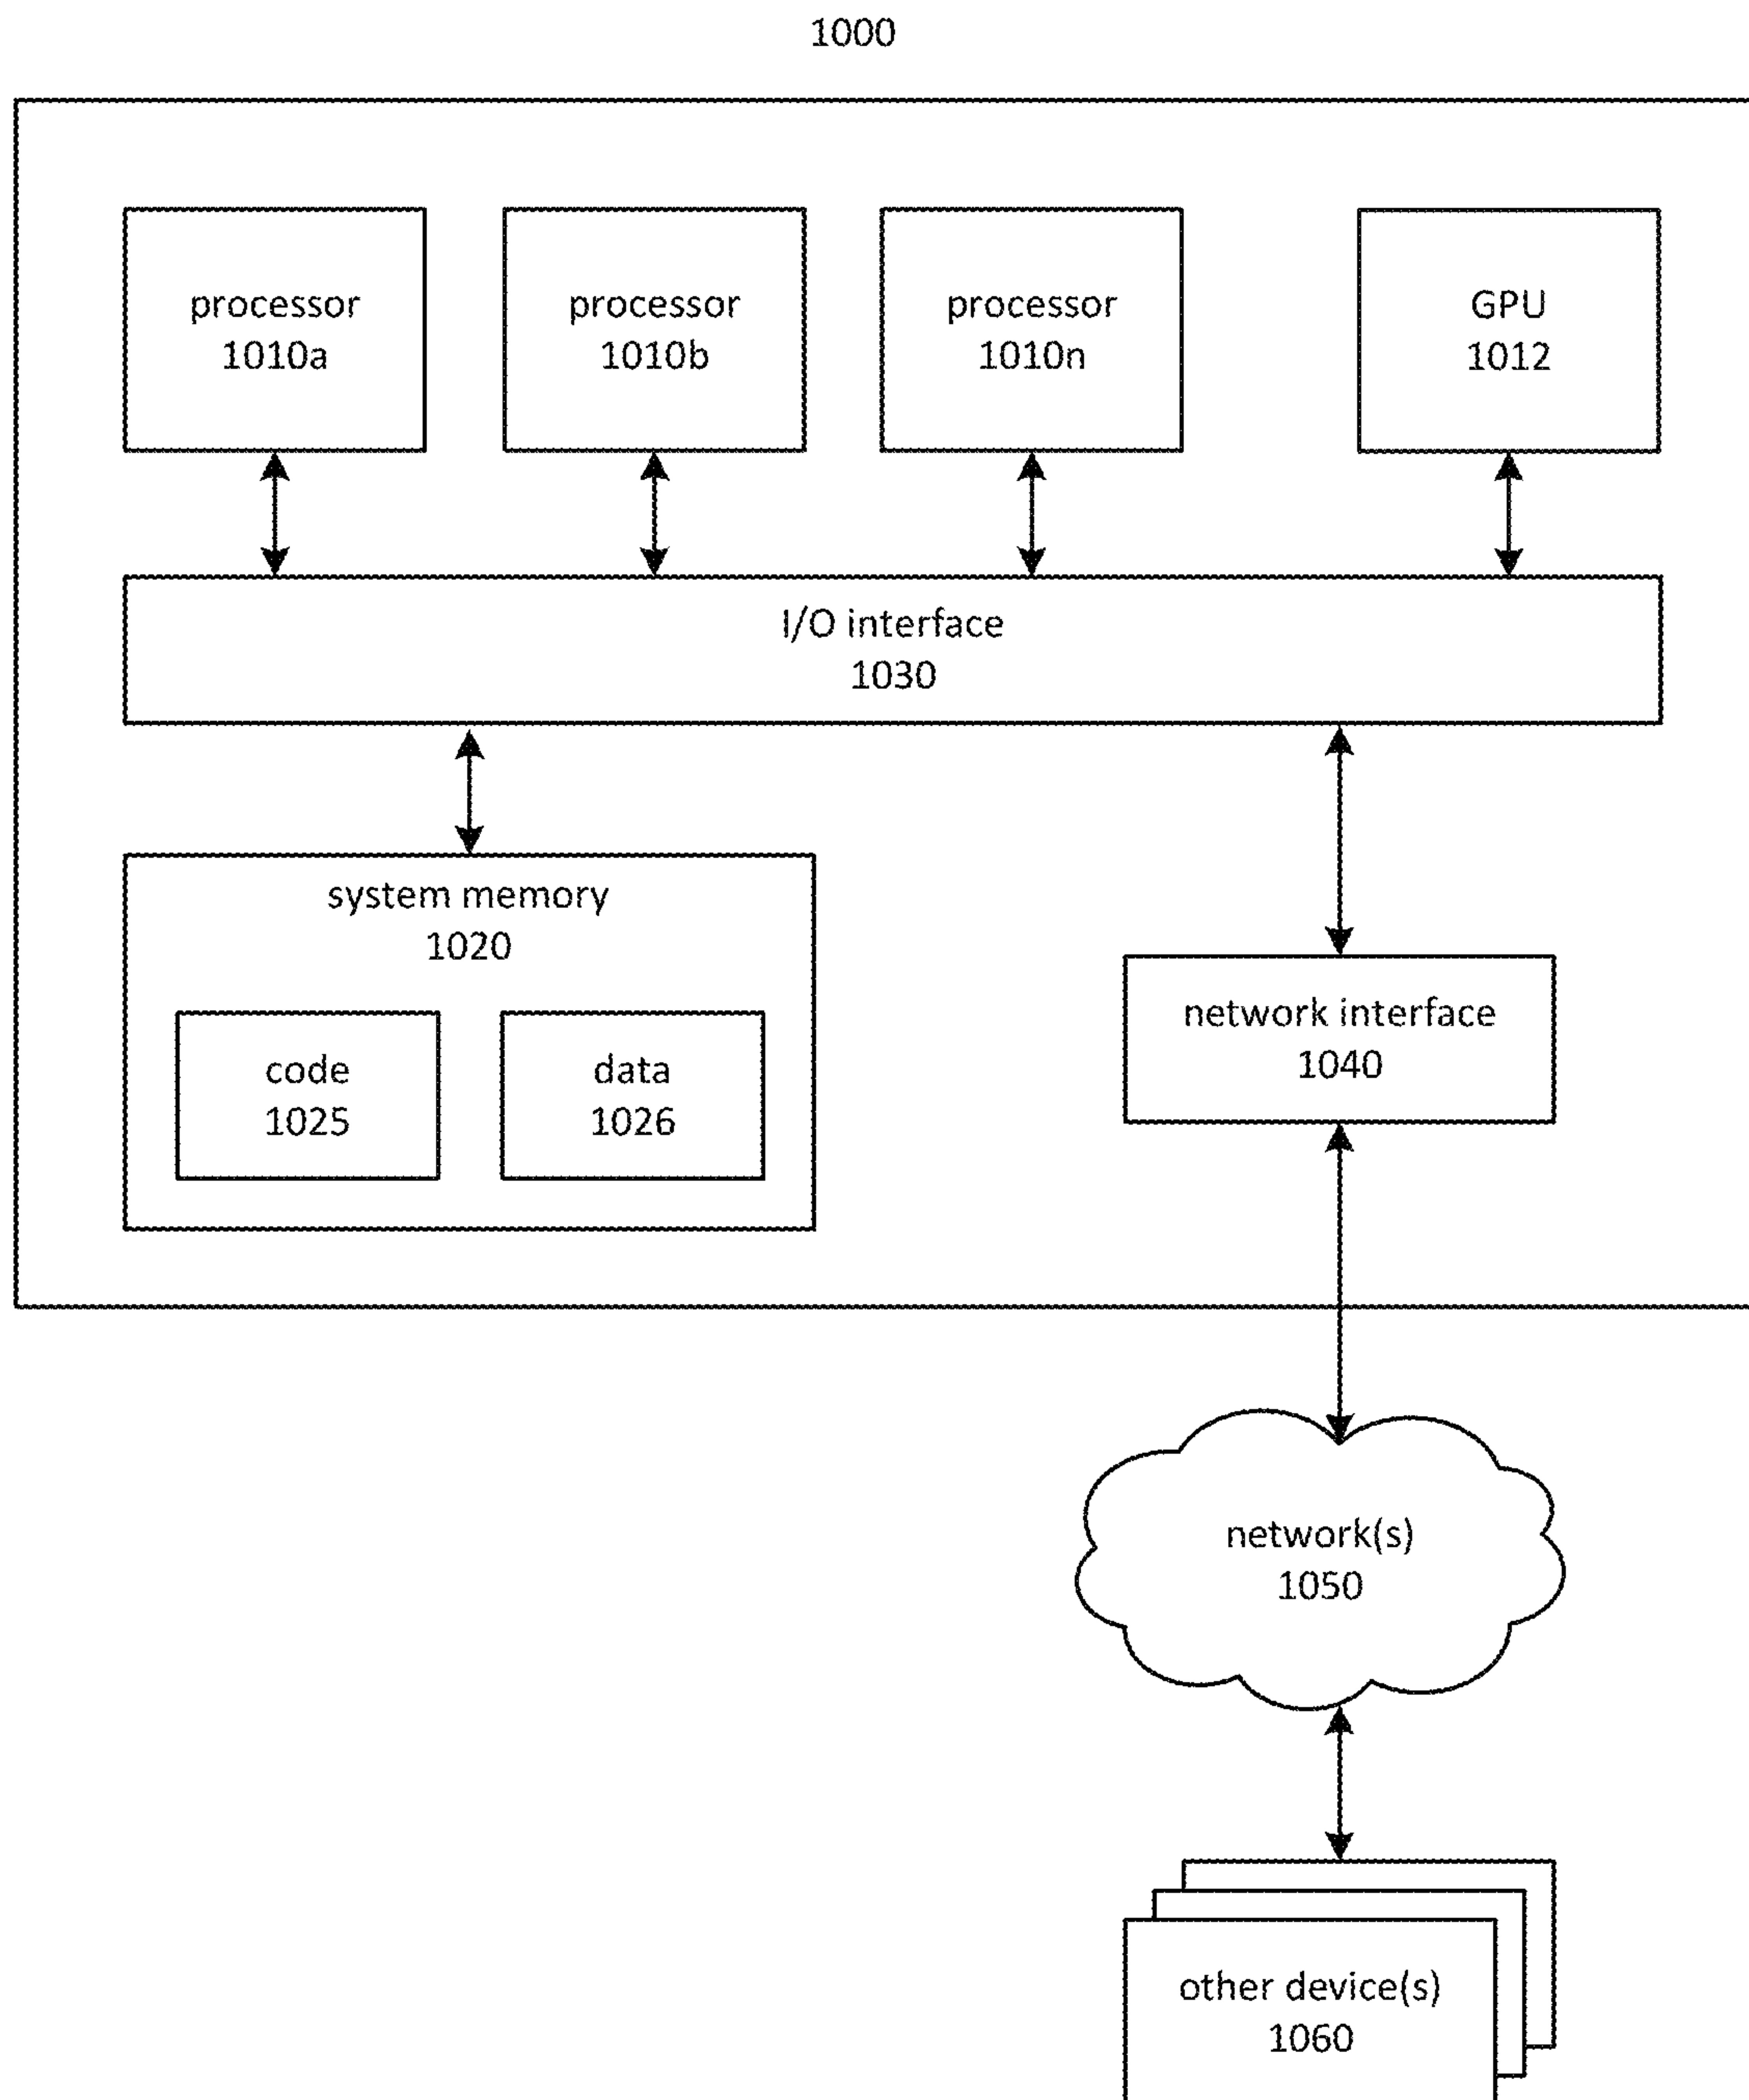 1000
processor
1010a
processor
1010b
processor
1010n
GPU
1012
I/O interface
1030
system memory
1020
code
1025
data
1026
network interface
1040
network(s)
1050
other device(s)
1060